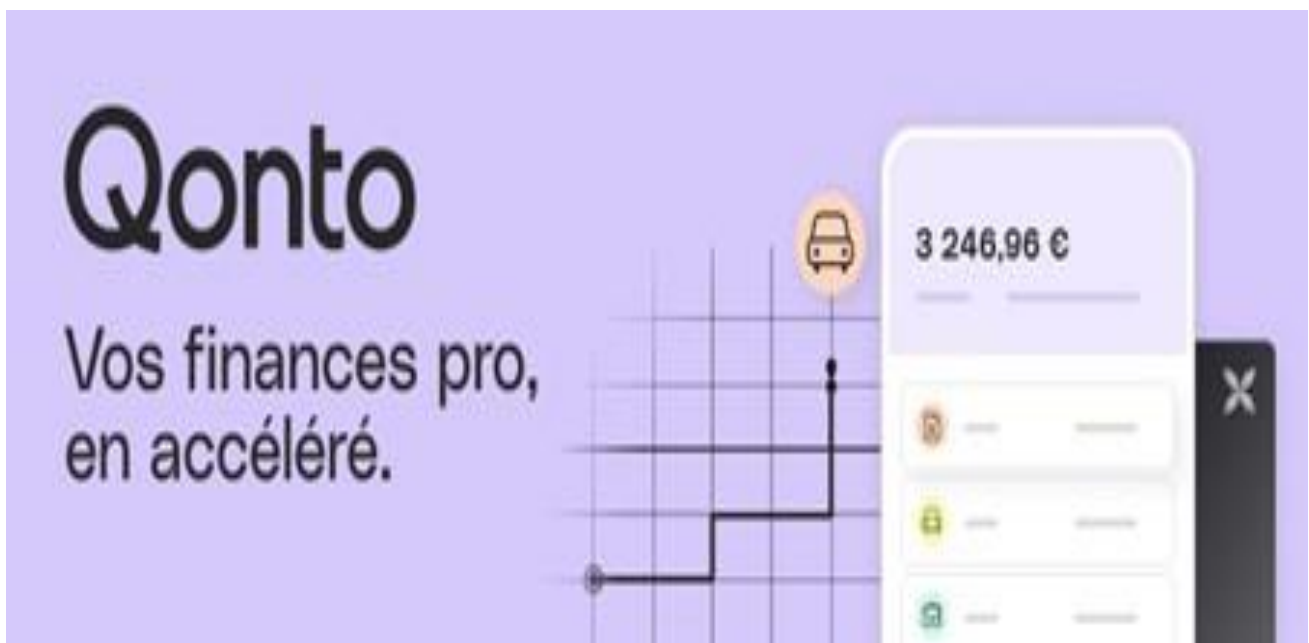 Qonto
Vos finances pro,
en accéléré.
3 246,96 €